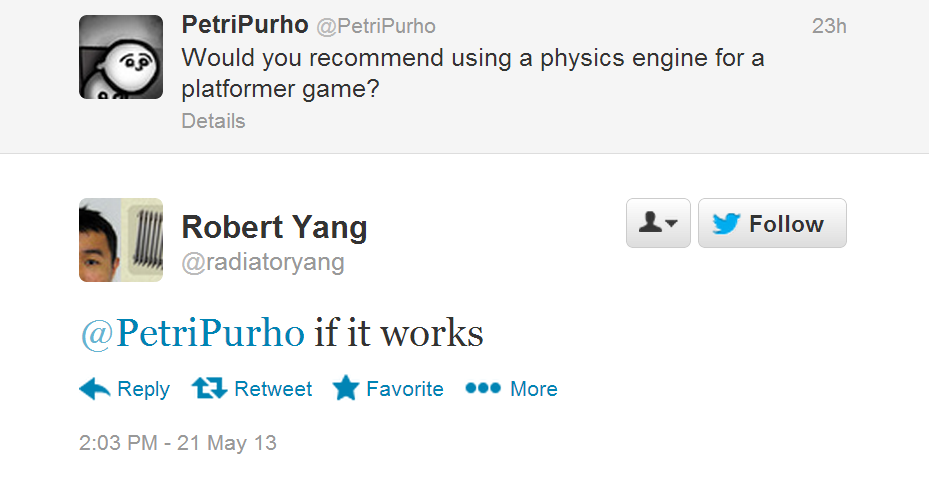 PetriPurho @PetriPurho 23h
Would you recommend using a physics engine for a
platformer game?
Details
Robert Yang
@radiatoryang
Follow
@PetriPurho if it works
Reply Retweet Favorite More
2:03 PM - 21 May 13